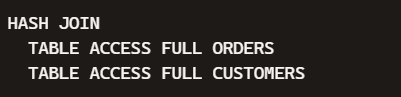 HASH JOIN
  TABLE ACCESS FULL ORDERS
  TABLE ACCESS FULL CUSTOMERS